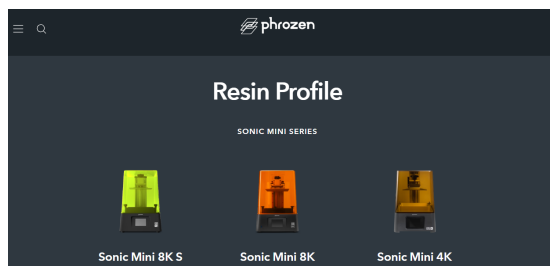 phrozen
Resin Profile
SONIC MINI SERIES
Sonic Mini 8K S
Sonic Mini 8K
Sonic Mini 4K